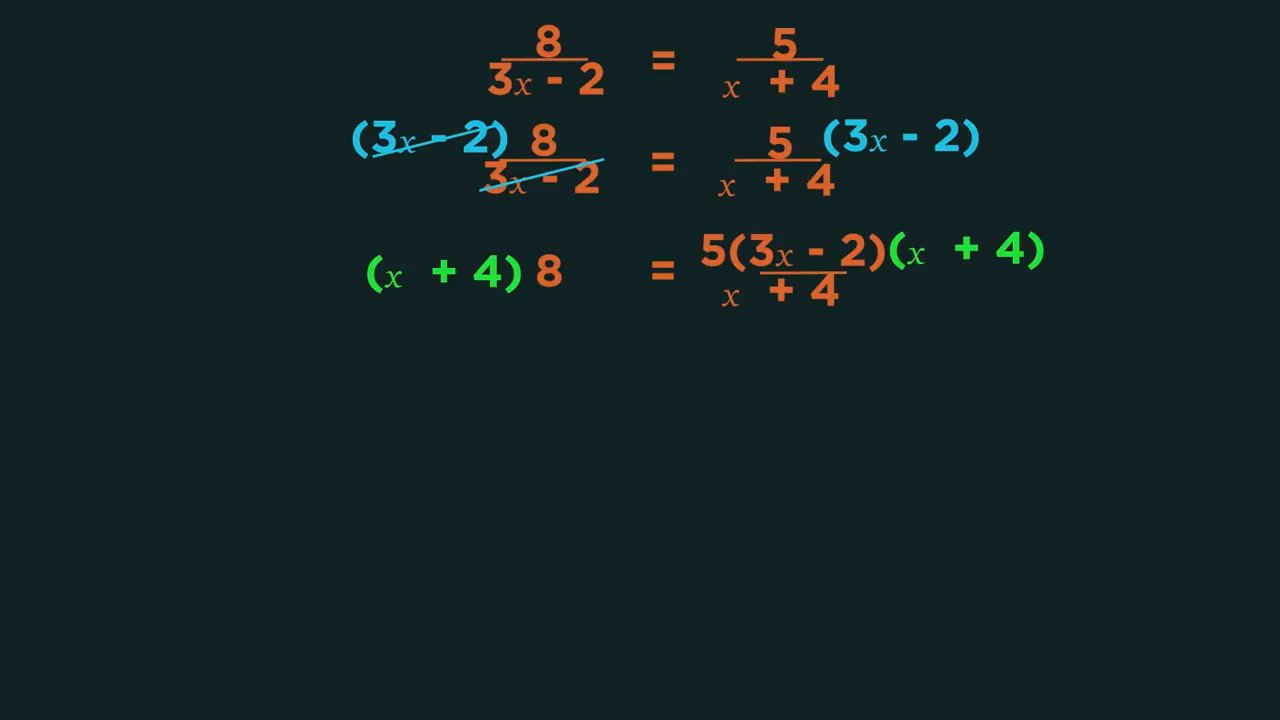 8/(3x - 2) = 5/(x + 4)
(3x - 2) 8/(3x - 2) = 5/(x + 4) (3x - 2)
(x + 4) 8 = 5(3x - 2)/(x + 4) (x + 4)